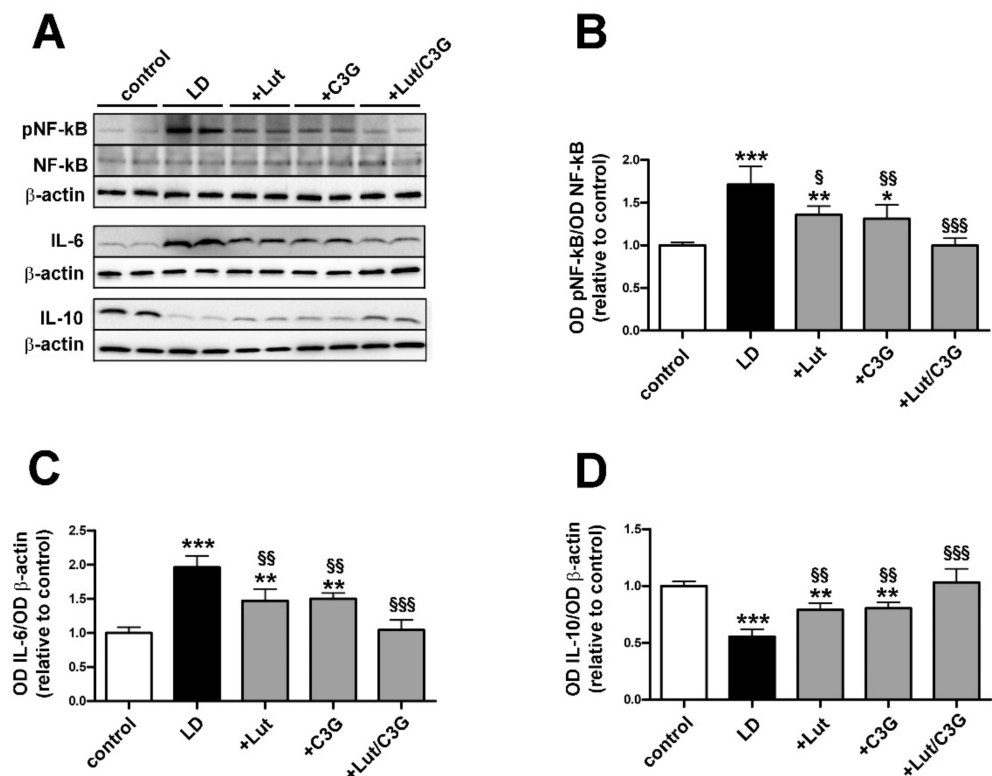 A
control LD +Lut +C3G +Lut/C3G
pNF-kB
NF-kB
β-actin
IL-6
β-actin
IL-10
β-actin
B
OD pNF-kB/OD NF-kB
(relative to control)
2.0
1.5
1.0
0.5
0.0
***
§
**
§§
*
§§§
control LD +Lut +C3G +Lut/C3G
C
OD IL-6/OD β-actin
(relative to control)
2.5
2.0
1.5
1.0
0.5
0.0
***
§§
**
§§
**
§§§
control LD +Lut +C3G +Lut/C3G
D
OD IL-10/OD β-actin
(relative to control)
1.5
1.0
0.5
0.0
***
§§
**
§§
**
§§§
control LD +Lut +C3G +Lut/C3G